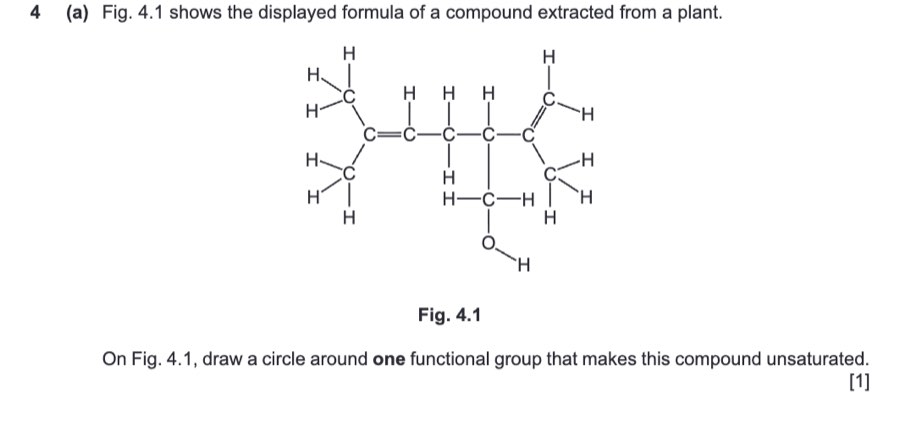 4 (a) Fig. 4.1 shows the displayed formula of a compound extracted from a plant.
H H
H C H H H C H
H
C=C—C—C—C
H C H C H
H H—C—H H
H H
O
H
Fig. 4.1
On Fig. 4.1, draw a circle around one functional group that makes this compound unsaturated.
[1]